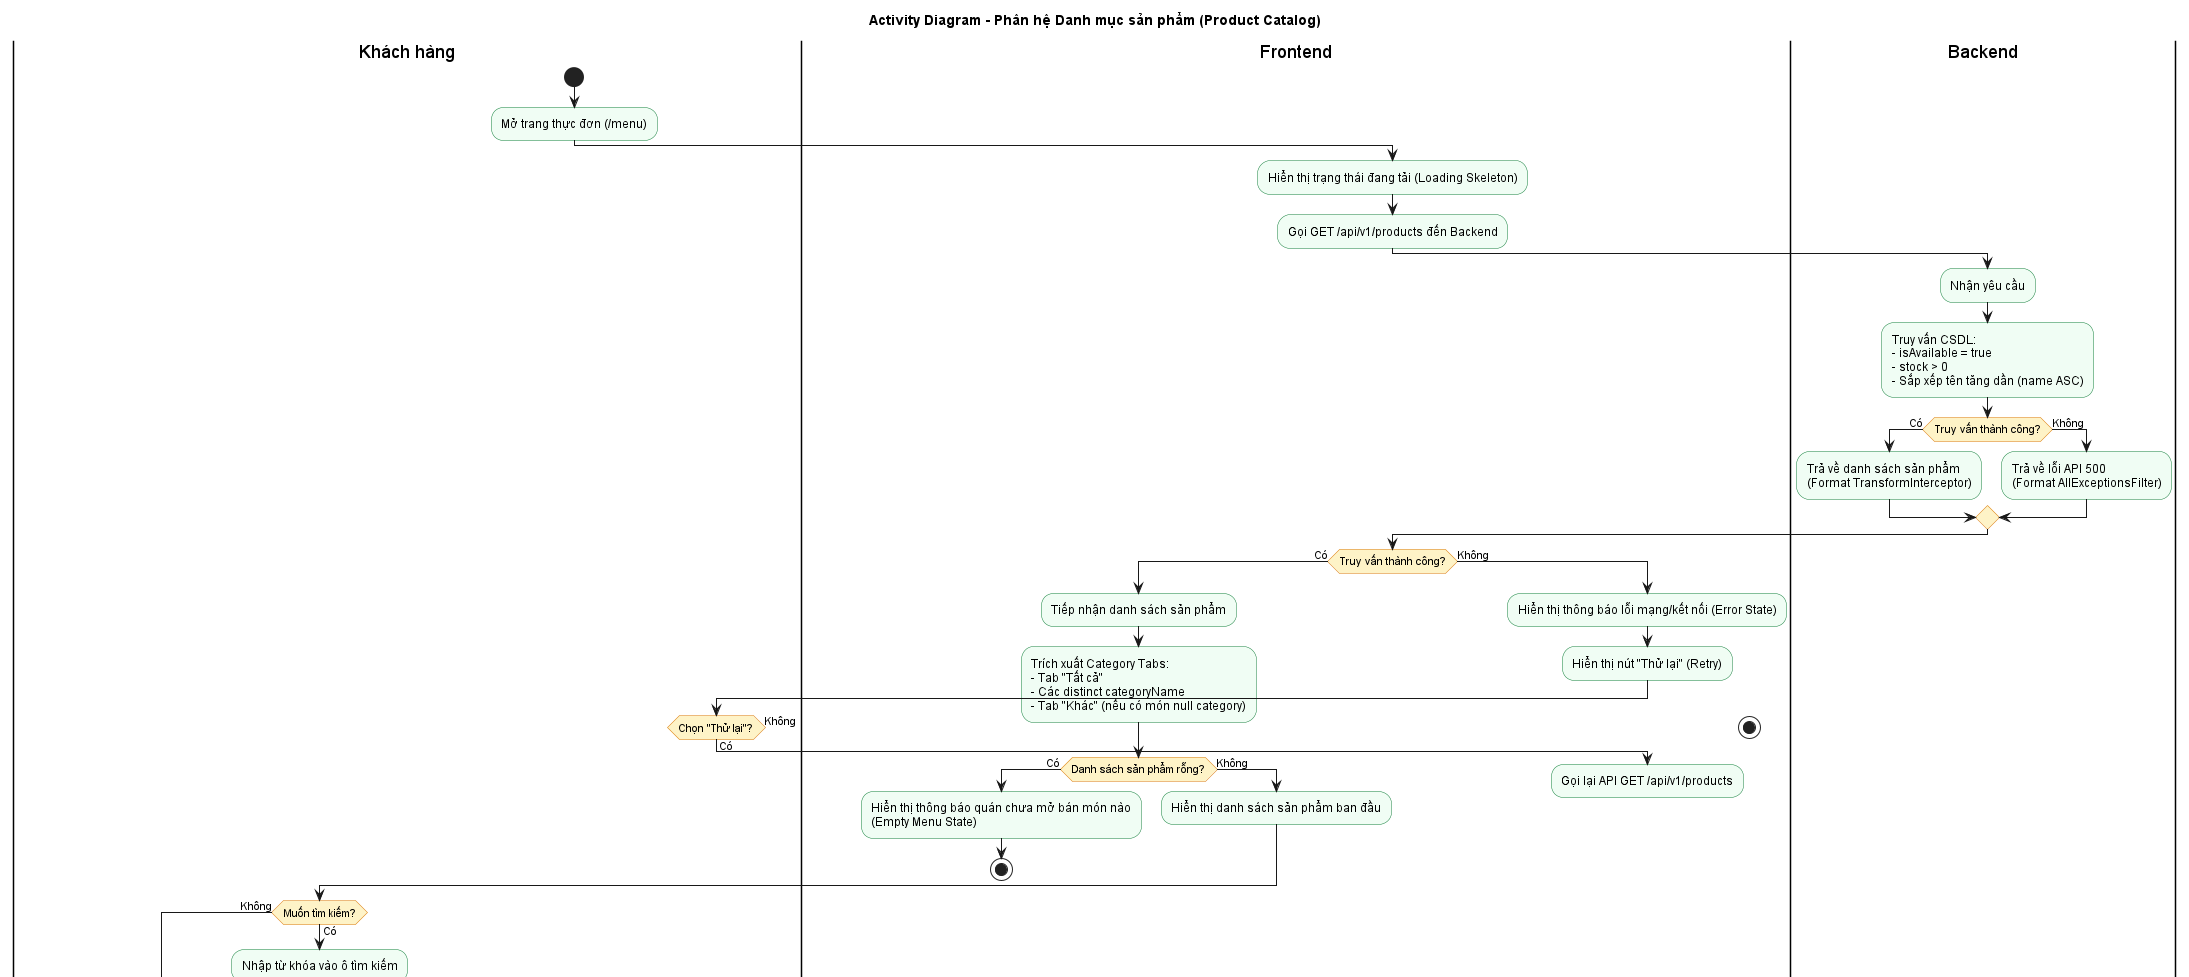 Activity Diagram - Phân hệ Danh mục sản phẩm (Product Catalog)
Khách hàng
Frontend
Backend
Mở trang thực đơn (/menu)
Hiển thị trạng thái đang tải (Loading Skeleton)
Gọi GET /api/v1/products đến Backend
Nhận yêu cầu
Truy vấn CSDL:
- isAvailable = true
- stock > 0
- Sắp xếp tên tăng dần (name ASC)
Có
Truy vấn thành công?
Không
Trả về danh sách sản phẩm
(Format TransformInterceptor)
Trả về lỗi API 500
(Format AllExceptionsFilter)
Có
Truy vấn thành công?
Không
Tiếp nhận danh sách sản phẩm
Hiển thị thông báo lỗi mạng/kết nối (Error State)
Trích xuất Category Tabs:
- Tab "Tất cả"
- Các distinct categoryName
- Tab "Khác" (nếu có món null category)
Hiển thị nút "Thử lại" (Retry)
Chọn "Thử lại"?
Không
Có
Có
Danh sách sản phẩm rỗng?
Không
Gọi lại API GET /api/v1/products
Hiển thị thông báo quán chưa mở bán món nào
(Empty Menu State)
Hiển thị danh sách sản phẩm ban đầu
Không
Muốn tìm kiếm?
Có
Nhập từ khóa vào ô tìm kiếm